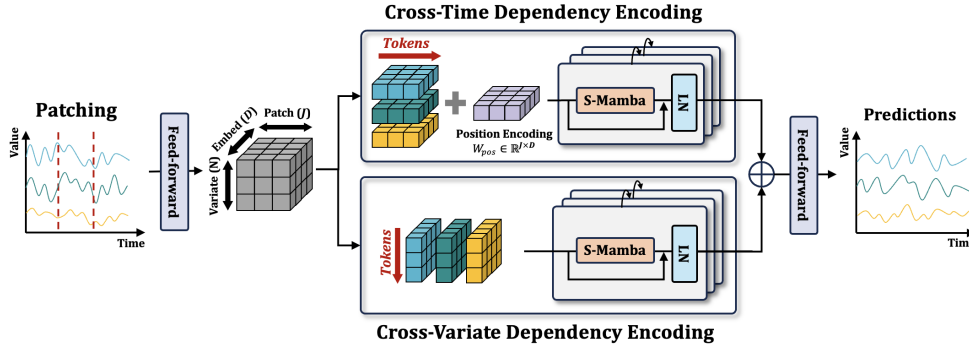 Cross-Time Dependency Encoding
Tokens
Position Encoding
W_pos ∈ ℝ^{J×D}
S-Mamba
LN
Patching
Value
Time
Feed-forward
Patch (J)
Embed (D)
Variate (N)
Feed-forward
Predictions
Value
Time
Tokens
S-Mamba
LN
Cross-Variate Dependency Encoding